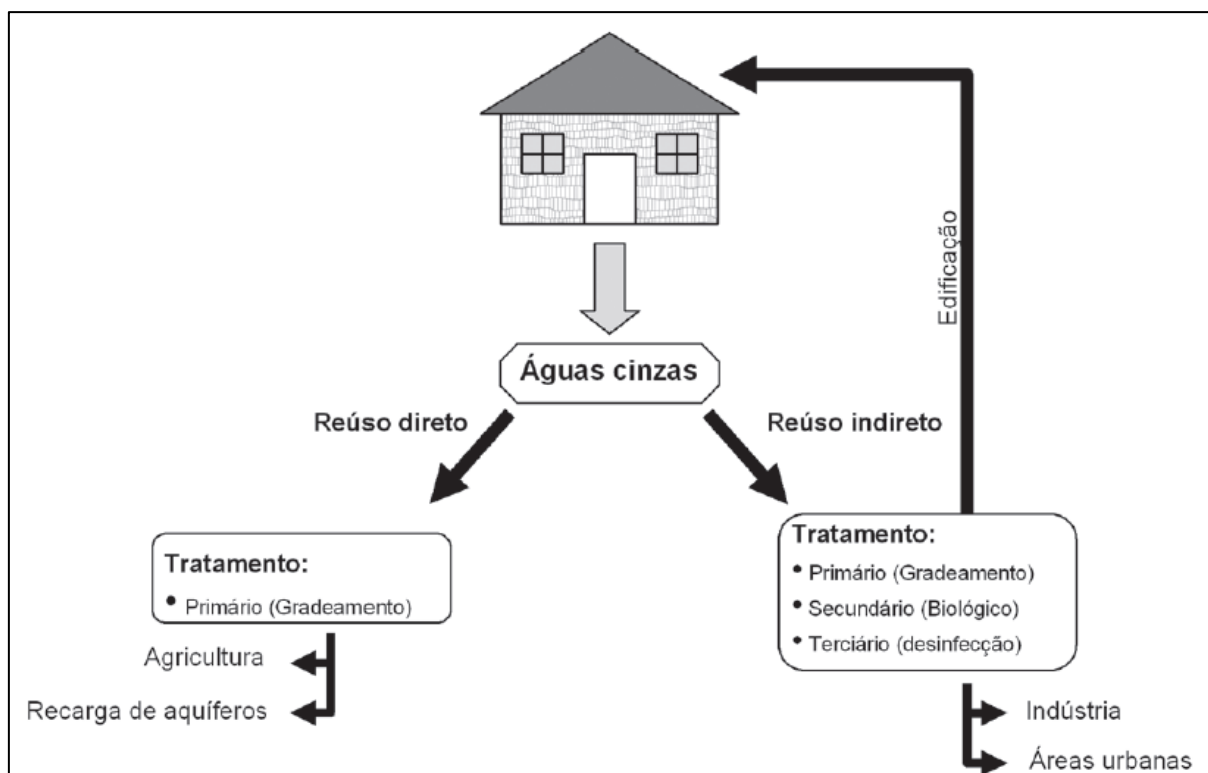 Edificação
Águas cinzas
Reúso direto
Reúso indireto
Tratamento:
• Primário (Gradeamento)
Agricultura
Recarga de aquíferos
Tratamento:
• Primário (Gradeamento)
• Secundário (Biológico)
• Terciário (desinfecção)
Indústria
Áreas urbanas